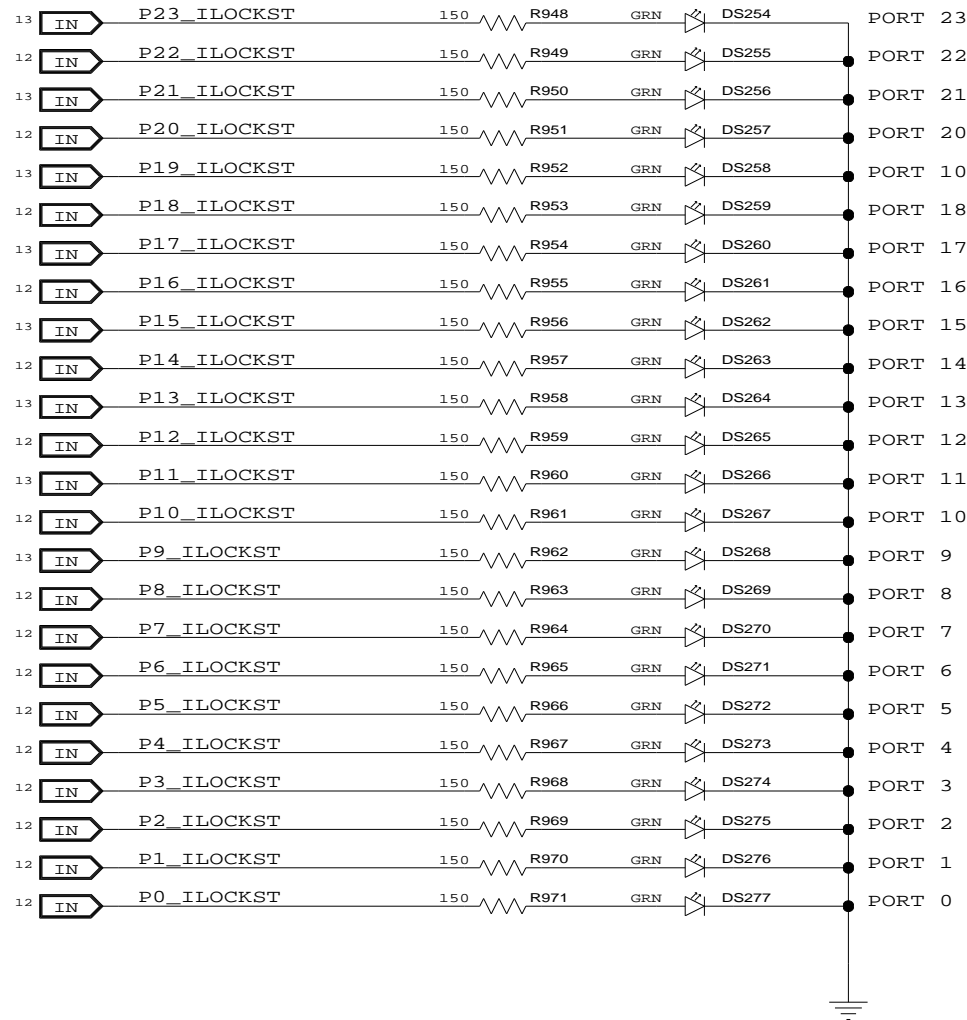 13 IN P23_ILOCKST 150 R948 GRN DS254 PORT 23
12 IN P22_ILOCKST 150 R949 GRN DS255 PORT 22
13 IN P21_ILOCKST 150 R950 GRN DS256 PORT 21
12 IN P20_ILOCKST 150 R951 GRN DS257 PORT 20
13 IN P19_ILOCKST 150 R952 GRN DS258 PORT 10
12 IN P18_ILOCKST 150 R953 GRN DS259 PORT 18
13 IN P17_ILOCKST 150 R954 GRN DS260 PORT 17
12 IN P16_ILOCKST 150 R955 GRN DS261 PORT 16
13 IN P15_ILOCKST 150 R956 GRN DS262 PORT 15
12 IN P14_ILOCKST 150 R957 GRN DS263 PORT 14
13 IN P13_ILOCKST 150 R958 GRN DS264 PORT 13
12 IN P12_ILOCKST 150 R959 GRN DS265 PORT 12
13 IN P11_ILOCKST 150 R960 GRN DS266 PORT 11
12 IN P10_ILOCKST 150 R961 GRN DS267 PORT 10
13 IN P9_ILOCKST 150 R962 GRN DS268 PORT 9
12 IN P8_ILOCKST 150 R963 GRN DS269 PORT 8
12 IN P7_ILOCKST 150 R964 GRN DS270 PORT 7
12 IN P6_ILOCKST 150 R965 GRN DS271 PORT 6
12 IN P5_ILOCKST 150 R966 GRN DS272 PORT 5
12 IN P4_ILOCKST 150 R967 GRN DS273 PORT 4
12 IN P3_ILOCKST 150 R968 GRN DS274 PORT 3
12 IN P2_ILOCKST 150 R969 GRN DS275 PORT 2
12 IN P1_ILOCKST 150 R970 GRN DS276 PORT 1
12 IN P0_ILOCKST 150 R971 GRN DS277 PORT 0